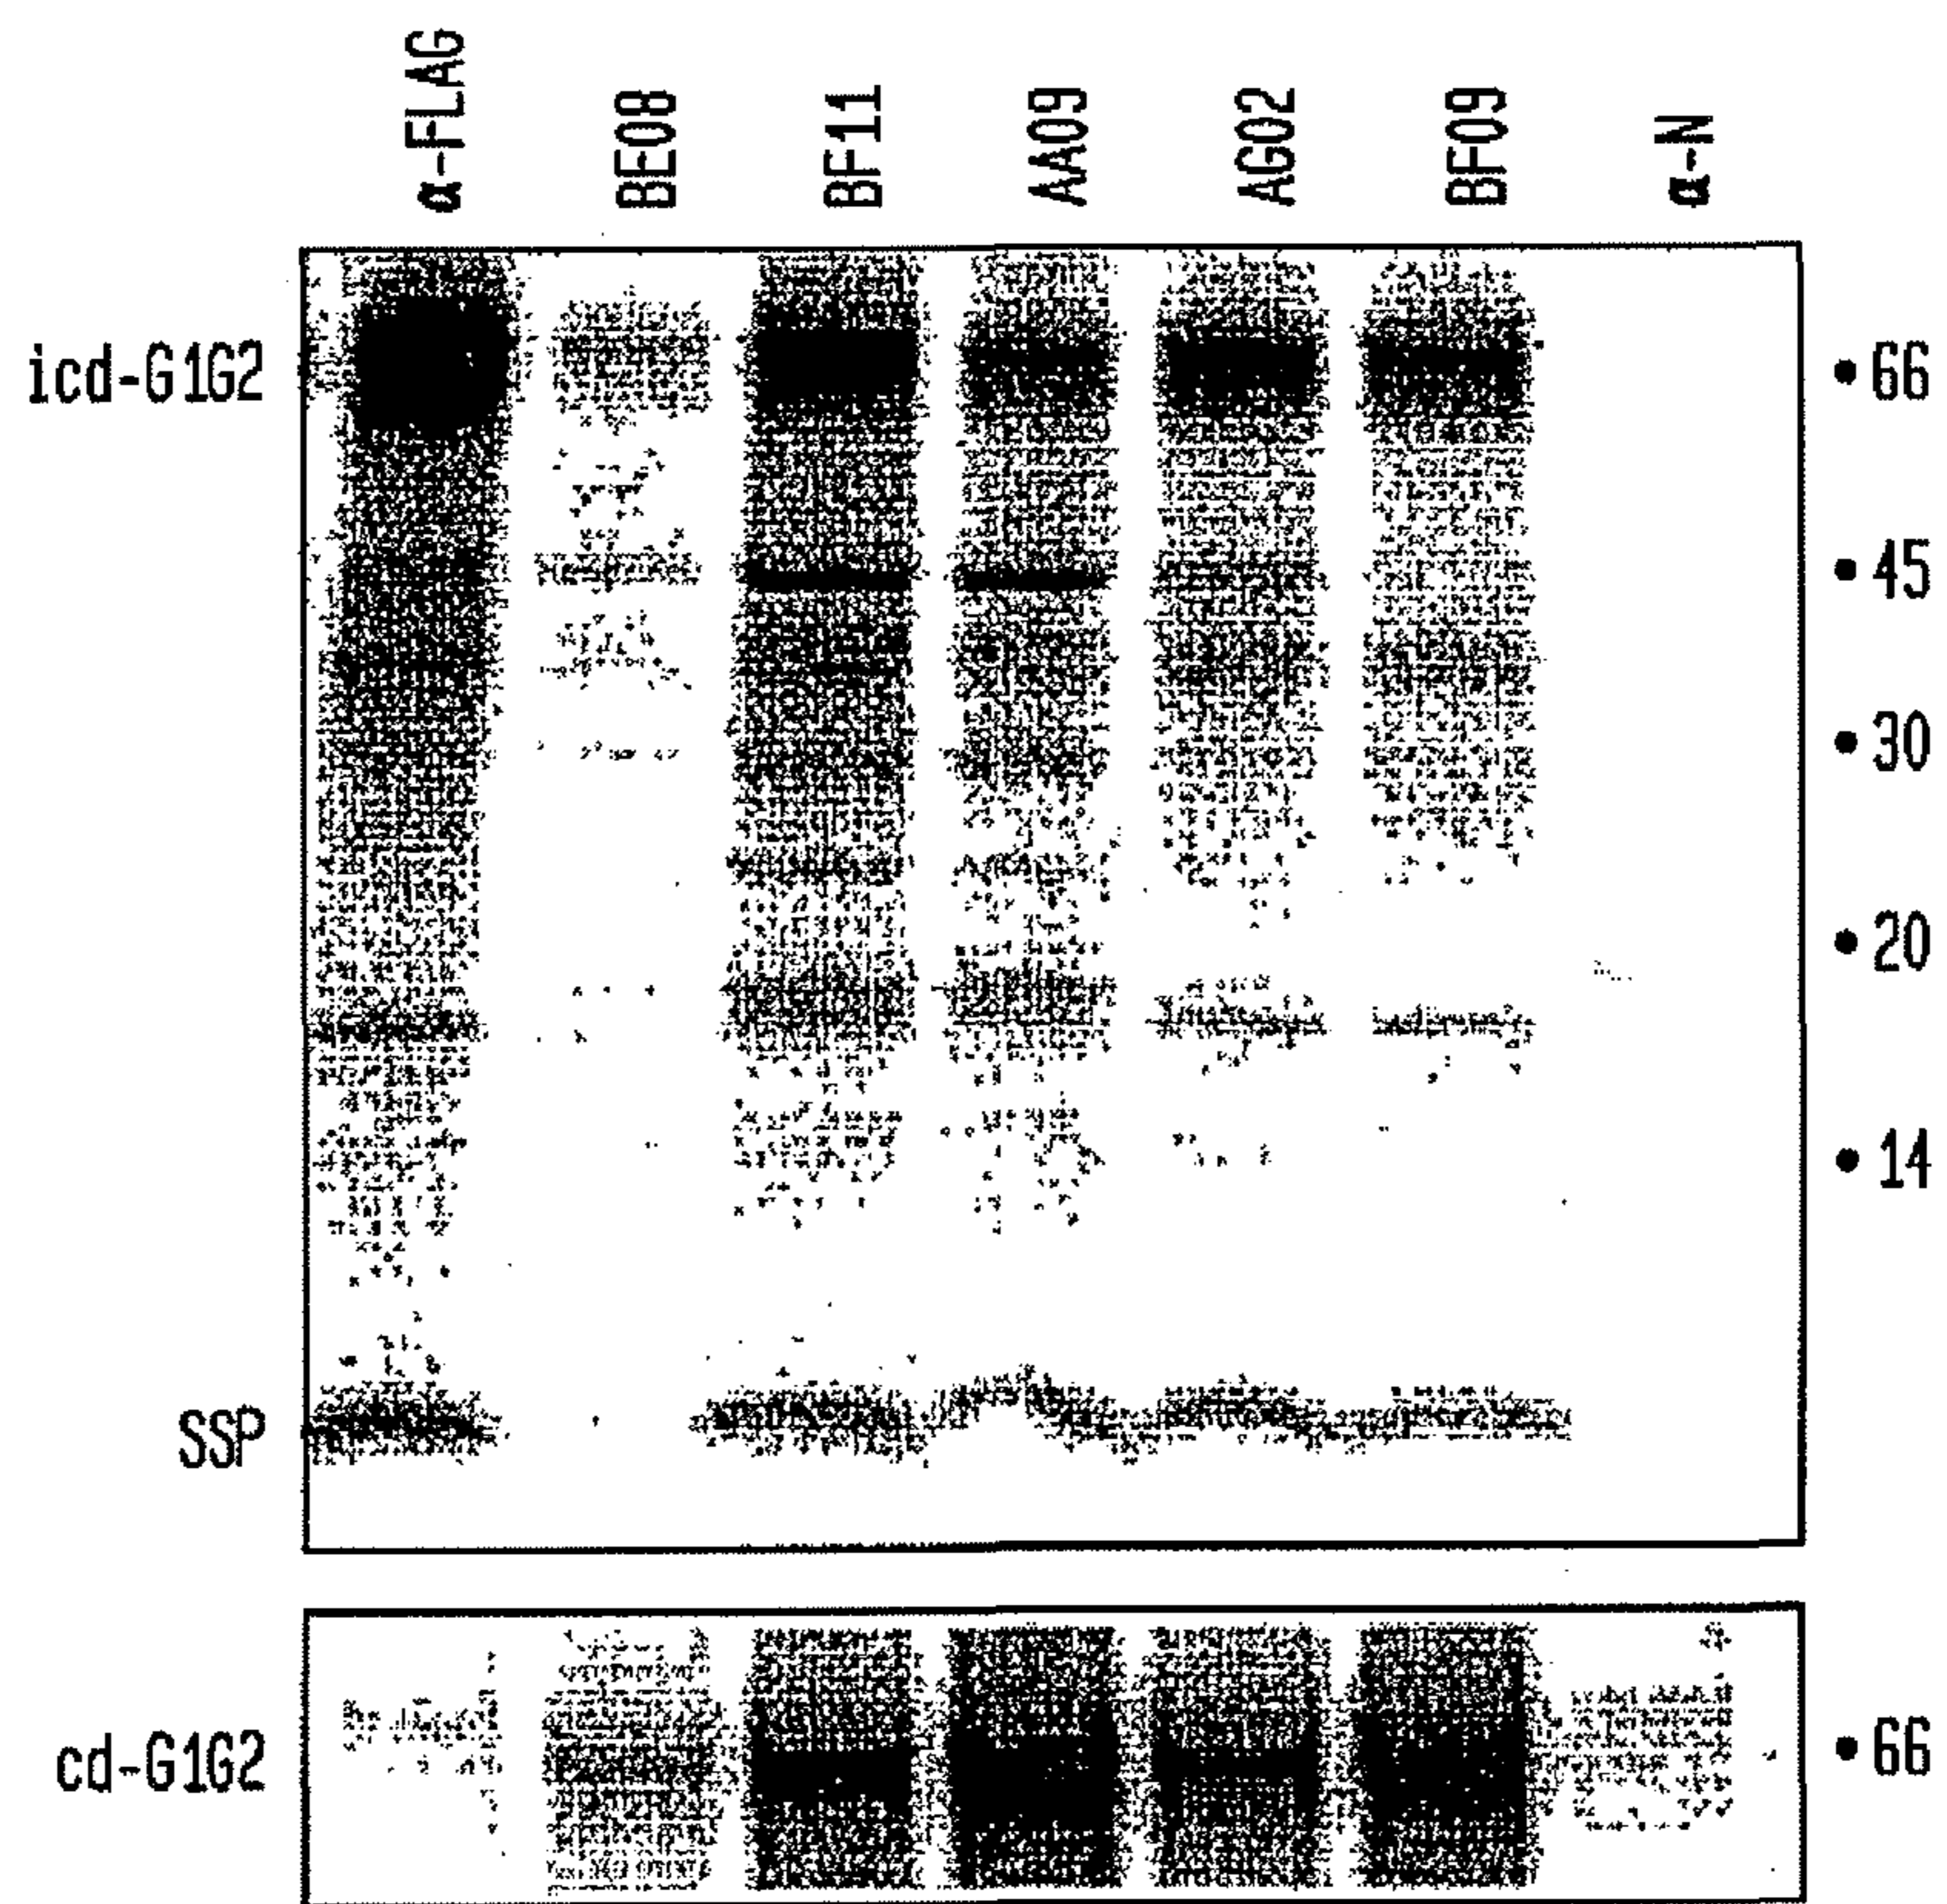 α-FLAG
BE08
BF11
AA09
AG02
BF09
α-N
icd-G1G2
• 66
• 45
• 30
• 20
• 14
SSP
cd-G1G2
• 66